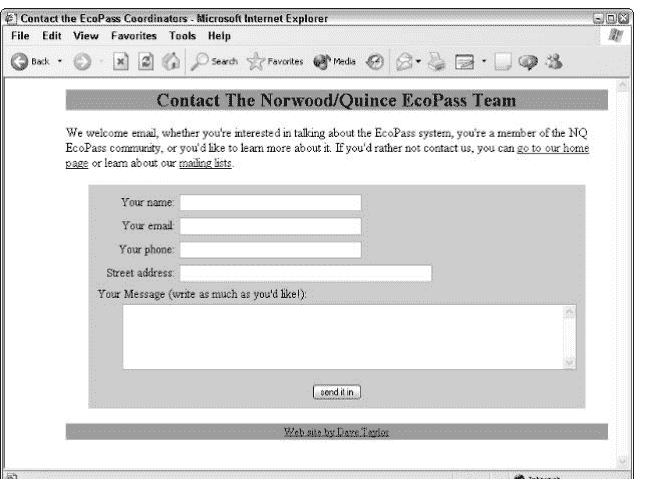 Contact the EcoPass Coordinators - Microsoft Internet Explorer
File Edit View Favorites Tools Help
Back Search Favorites Media
Contact The Norwood/Quince EcoPass Team
We welcome email, whether you're interested in talking about the EcoPass system, you're a member of the NQ
EcoPass community, or you'd like to learn more about it. If you'd rather not contact us, you can go to our home
page or learn about our mailing lists.
Your name:
Your email:
Your phone:
Street address:
Your Message (write as much as you'd like!):
send it in
Web site by Dave Taylor